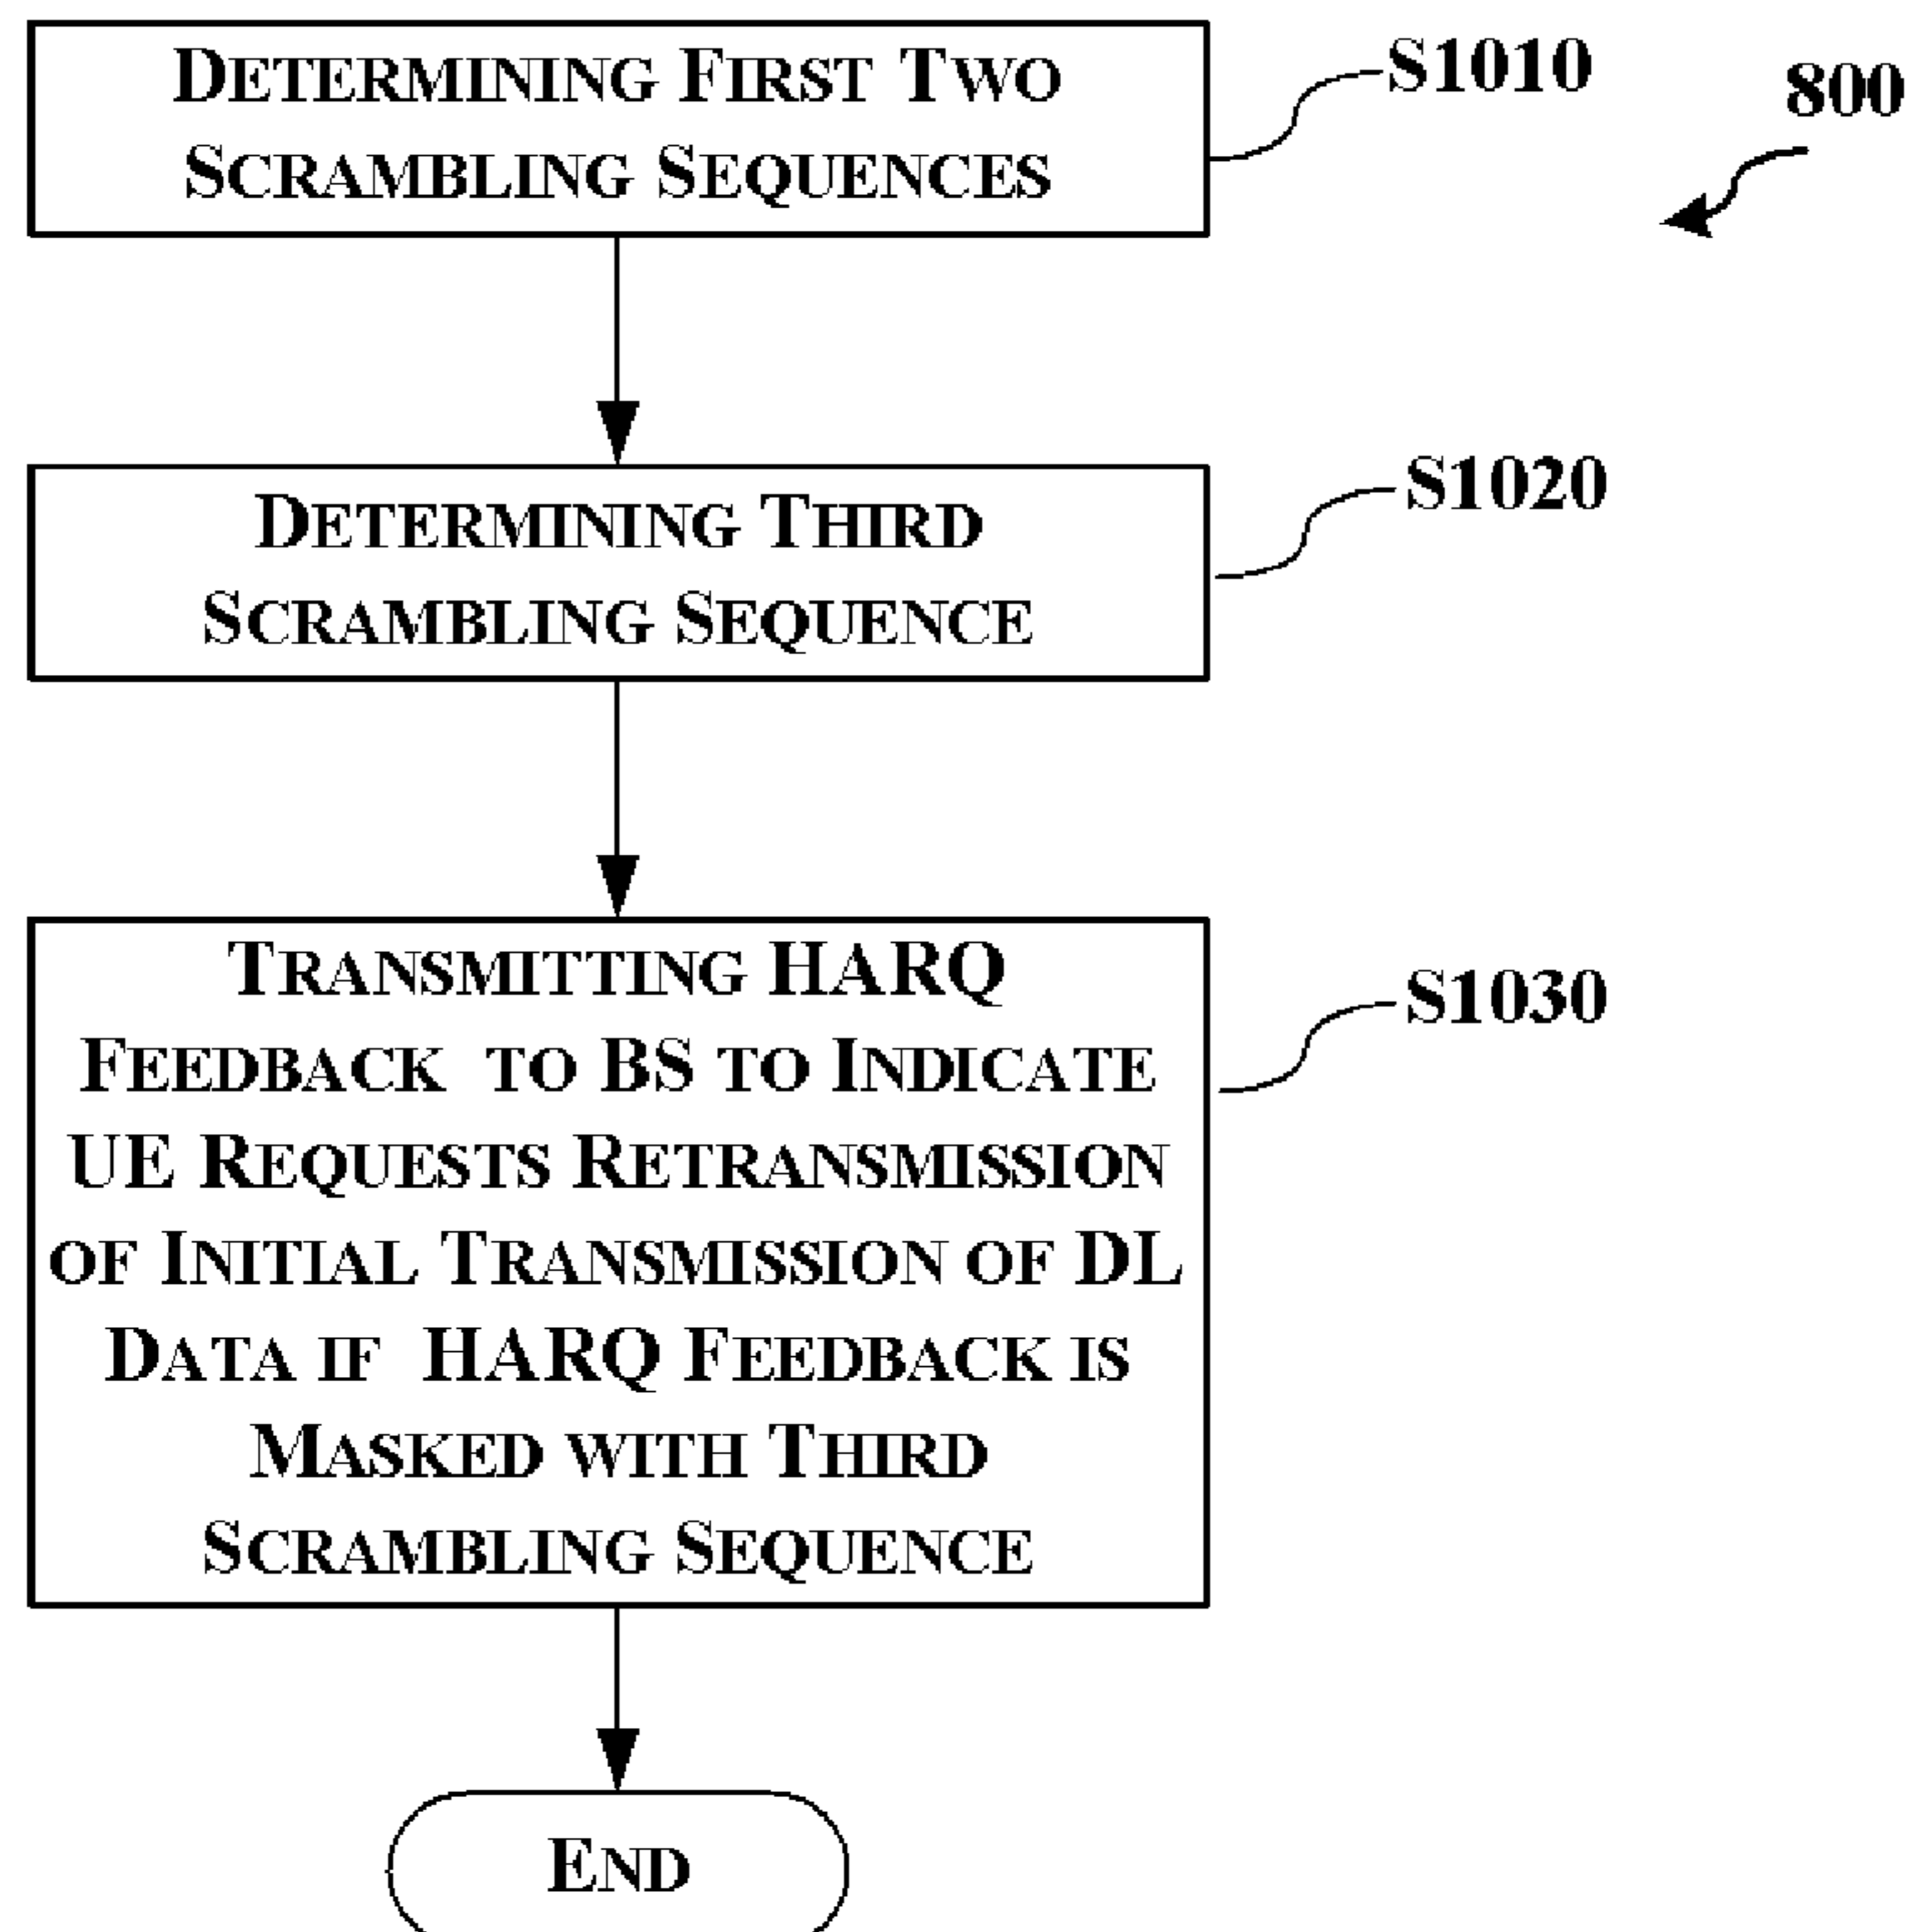 DETERMINING FIRST TWO
SCRAMBLING SEQUENCES
S1010
800
DETERMINING THIRD
SCRAMBLING SEQUENCE
S1020
TRANSMITTING HARQ
FEEDBACK TO BS TO INDICATE
UE REQUESTS RETRANSMISSION
OF INITIAL TRANSMISSION OF DL
DATA IF HARQ FEEDBACK IS
MASKED WITH THIRD
SCRAMBLING SEQUENCE
S1030
END